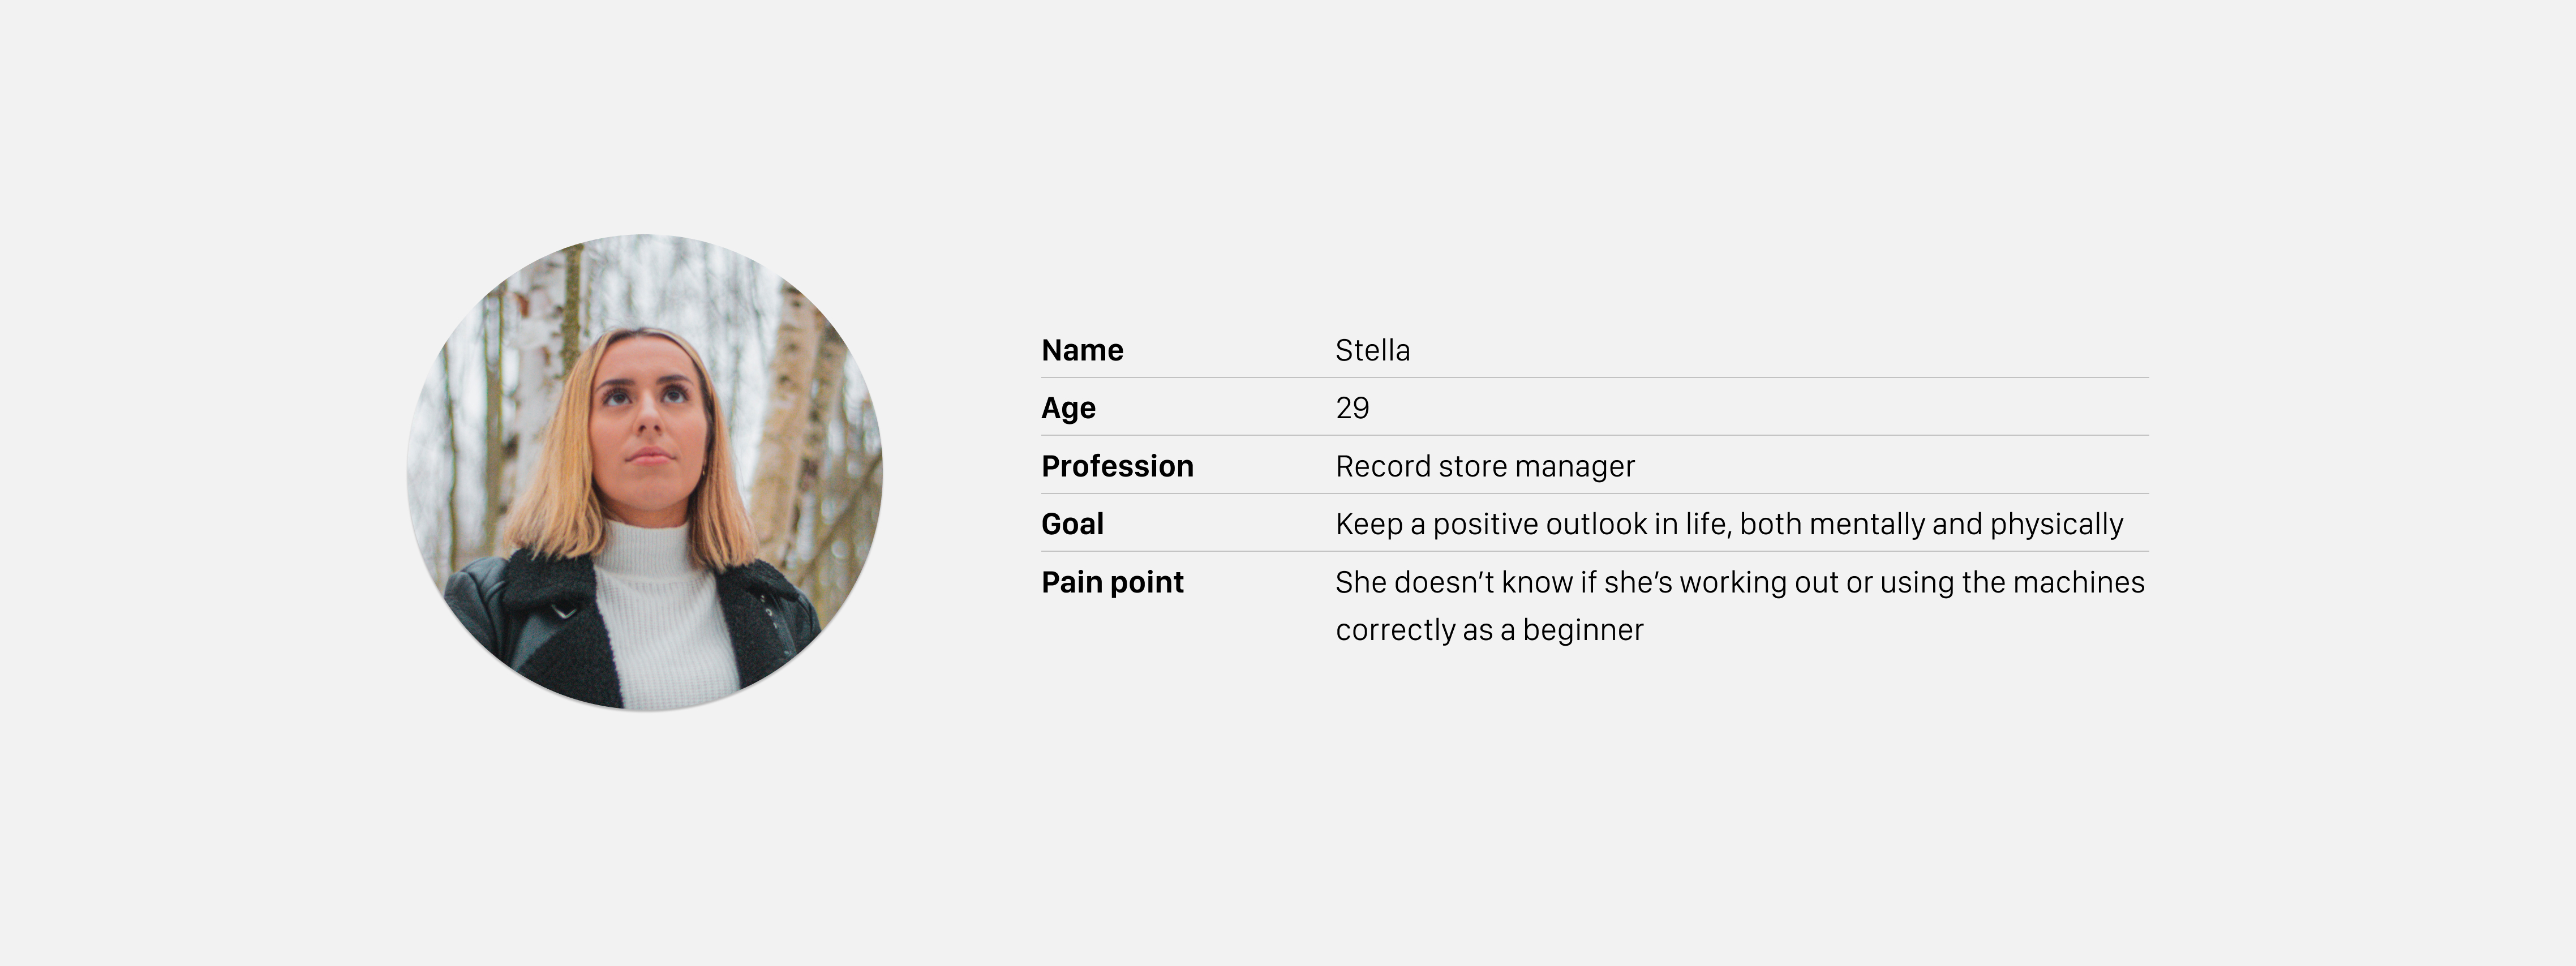 Name Stella
Age 29
Profession Record store manager
Goal Keep a positive outlook in life, both mentally and physically
Pain point She doesn’t know if she’s working out or using the machines
correctly as a beginner